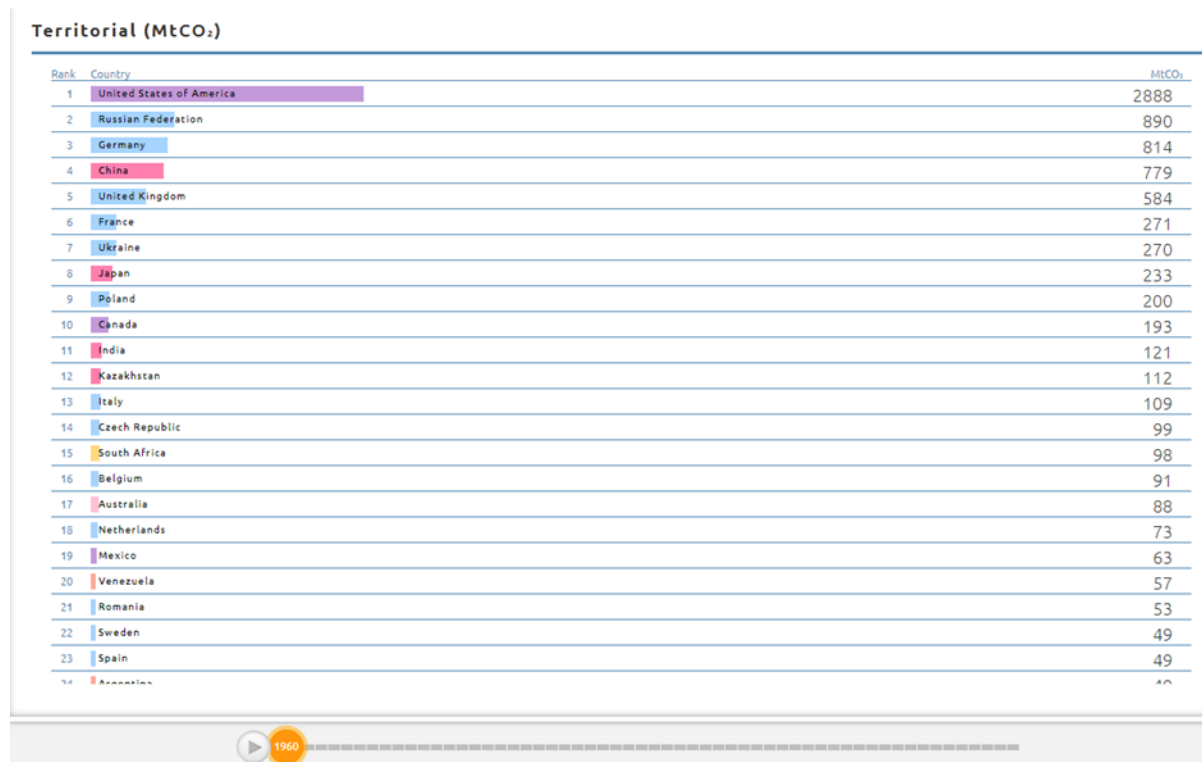 Territorial (MtCO₂)
Rank Country MtCO₂
1 United States of America 2888
2 Russian Federation 890
3 Germany 814
4 China 779
5 United Kingdom 584
6 France 271
7 Ukraine 270
8 Japan 233
9 Poland 200
10 Canada 193
11 India 121
12 Kazakhstan 112
13 Italy 109
14 Czech Republic 99
15 South Africa 98
16 Belgium 91
17 Australia 88
18 Netherlands 73
19 Mexico 63
20 Venezuela 57
21 Romania 53
22 Sweden 49
23 Spain 49
24 Argentina
1960